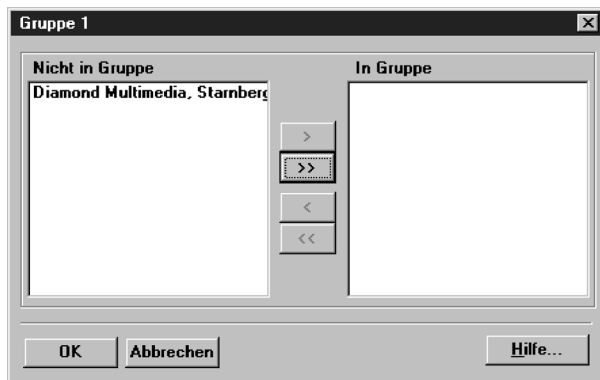 Gruppe 1
Nicht in Gruppe
In Gruppe
Diamond Multimedia, Starnberg
>
>>
<
<<
OK
Abbrechen
Hilfe...